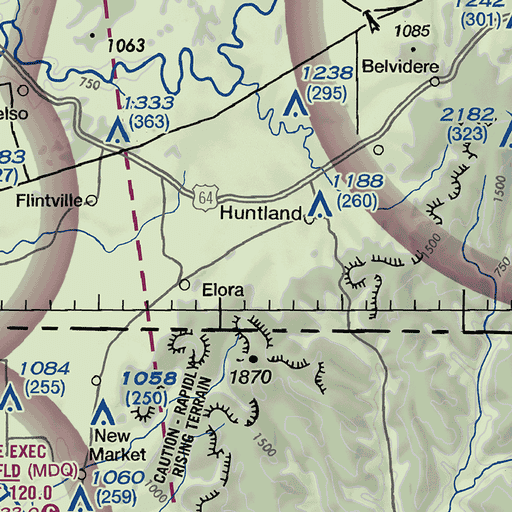 1242
(301)
1063
1085
750
1238
(295)
Belvidere
elso
1333
(363)
2182
(323)
83
27)
1188
(260)
1500
Flintville
64
Huntland
1500
750
Elora
1084
(255)
1058
(250)
1870
CAUTION - RAPIDLY
RISING TERRAIN
New
Market
1500
E EXEC
FLD (MDQ)
1060
(259)
120.0
1000